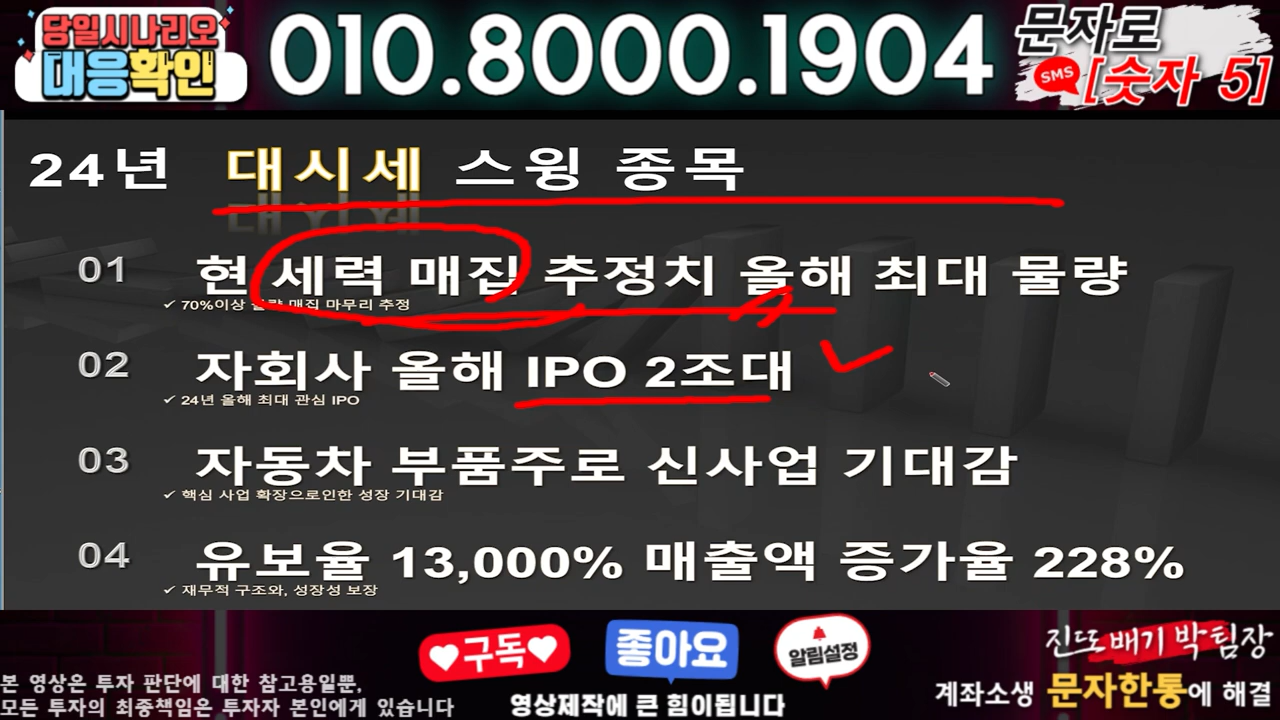 당일시나리오
대응확인
010.8000.1904
문자로
SMS [숫자 5]
24년 대시세 스윙 종목
01 현 세력 매집 추정치 올해 최대 물량
✓ 70%이상 물량 매집 마무리 추정
02 자회사 올해 IPO 2조대
✓ 24년 올해 최대 관심 IPO
03 자동차 부품주로 신사업 기대감
✓ 핵심 사업 확장으로인한 성장 기대감
04 유보율 13,000% 매출액 증가율 228%
✓ 재무적 구조와, 성장성 보장
구독
좋아요
알림설정
진또배기 박팀장
본 영상은 투자 판단에 대한 참고용일뿐,
모든 투자의 최종책임은 투자자 본인에게 있습니다
영상제작에 큰 힘이됩니다
계좌소생 문자한통에 해결